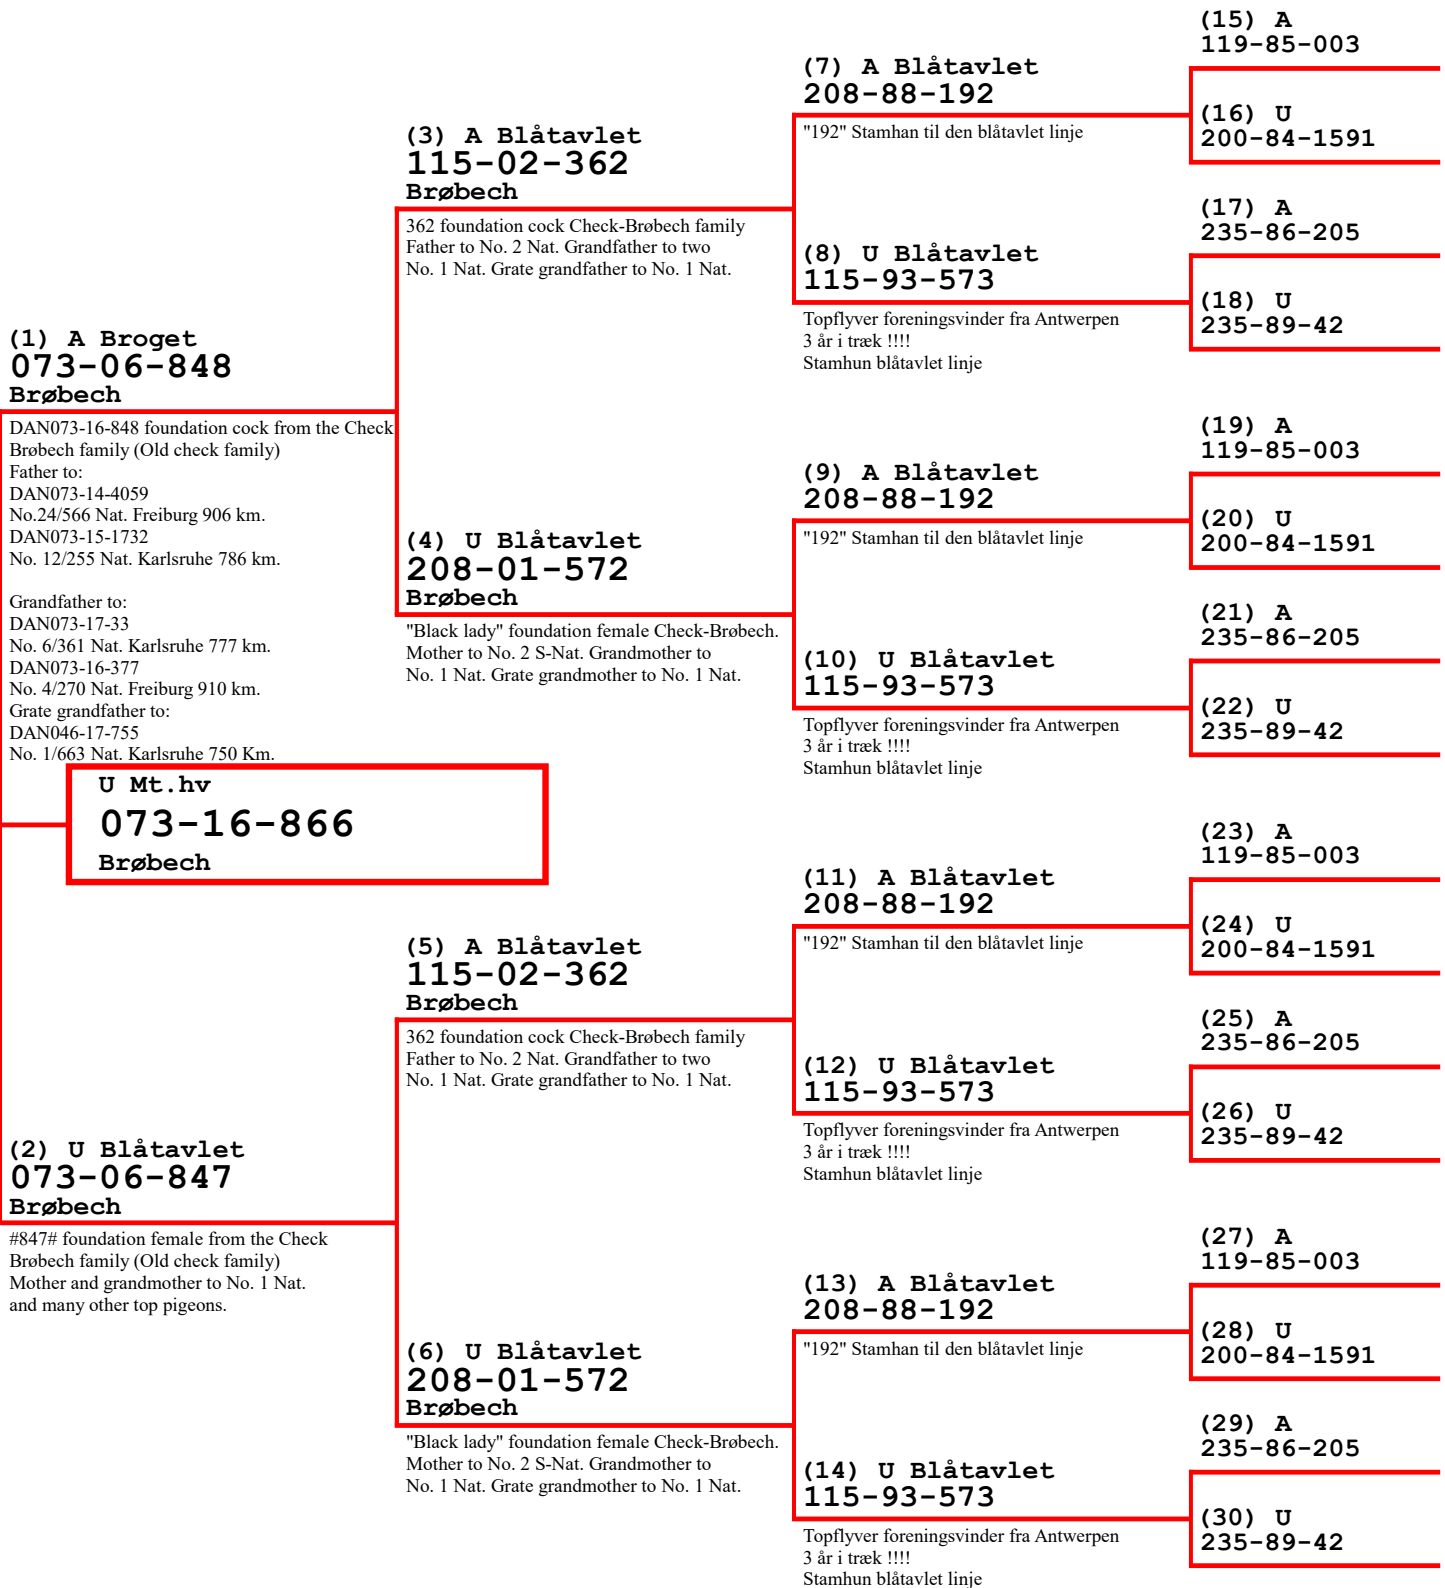 (1) A Broget
073-06-848
Brøbech
DAN073-16-848 foundation cock from the Check
Brøbech family (Old check family)
Father to:
DAN073-14-4059
No.24/566 Nat. Freiburg 906 km.
DAN073-15-1732
No. 12/255 Nat. Karlsruhe 786 km.
Grandfather to:
DAN073-17-33
No. 6/361 Nat. Karlsruhe 777 km.
DAN073-16-377
No. 4/270 Nat. Freiburg 910 km.
Grate grandfather to:
DAN046-17-755
No. 1/663 Nat. Karlsruhe 750 Km.
U Mt.hv
073-16-866
Brøbech
(2) U Blåtavlet
073-06-847
Brøbech
#847# foundation female from the Check
Brøbech family (Old check family)
Mother and grandmother to No. 1 Nat.
and many other top pigeons.
(3) A Blåtavlet
115-02-362
Brøbech
362 foundation cock Check-Brøbech family
Father to No. 2 Nat. Grandfather to two
No. 1 Nat. Grate grandfather to No. 1 Nat.
(4) U Blåtavlet
208-01-572
Brøbech
"Black lady" foundation female Check-Brøbech.
Mother to No. 2 S-Nat. Grandmother to
No. 1 Nat. Grate grandmother to No. 1 Nat.
(5) A Blåtavlet
115-02-362
Brøbech
362 foundation cock Check-Brøbech family
Father to No. 2 Nat. Grandfather to two
No. 1 Nat. Grate grandfather to No. 1 Nat.
(6) U Blåtavlet
208-01-572
Brøbech
"Black lady" foundation female Check-Brøbech.
Mother to No. 2 S-Nat. Grandmother to
No. 1 Nat. Grate grandmother to No. 1 Nat.
(7) A Blåtavlet
208-88-192
"192" Stamhan til den blåtavlet linje
(8) U Blåtavlet
115-93-573
Topflyver foreningsvinder fra Antwerpen
3 år i træk !!!!
Stamhun blåtavlet linje
(9) A Blåtavlet
208-88-192
"192" Stamhan til den blåtavlet linje
(10) U Blåtavlet
115-93-573
Topflyver foreningsvinder fra Antwerpen
3 år i træk !!!!
Stamhun blåtavlet linje
(11) A Blåtavlet
208-88-192
"192" Stamhan til den blåtavlet linje
(12) U Blåtavlet
115-93-573
Topflyver foreningsvinder fra Antwerpen
3 år i træk !!!!
Stamhun blåtavlet linje
(13) A Blåtavlet
208-88-192
"192" Stamhan til den blåtavlet linje
(14) U Blåtavlet
115-93-573
Topflyver foreningsvinder fra Antwerpen
3 år i træk !!!!
Stamhun blåtavlet linje
(15) A
119-85-003
(16) U
200-84-1591
(17) A
235-86-205
(18) U
235-89-42
(19) A
119-85-003
(20) U
200-84-1591
(21) A
235-86-205
(22) U
235-89-42
(23) A
119-85-003
(24) U
200-84-1591
(25) A
235-86-205
(26) U
235-89-42
(27) A
119-85-003
(28) U
200-84-1591
(29) A
235-86-205
(30) U
235-89-42